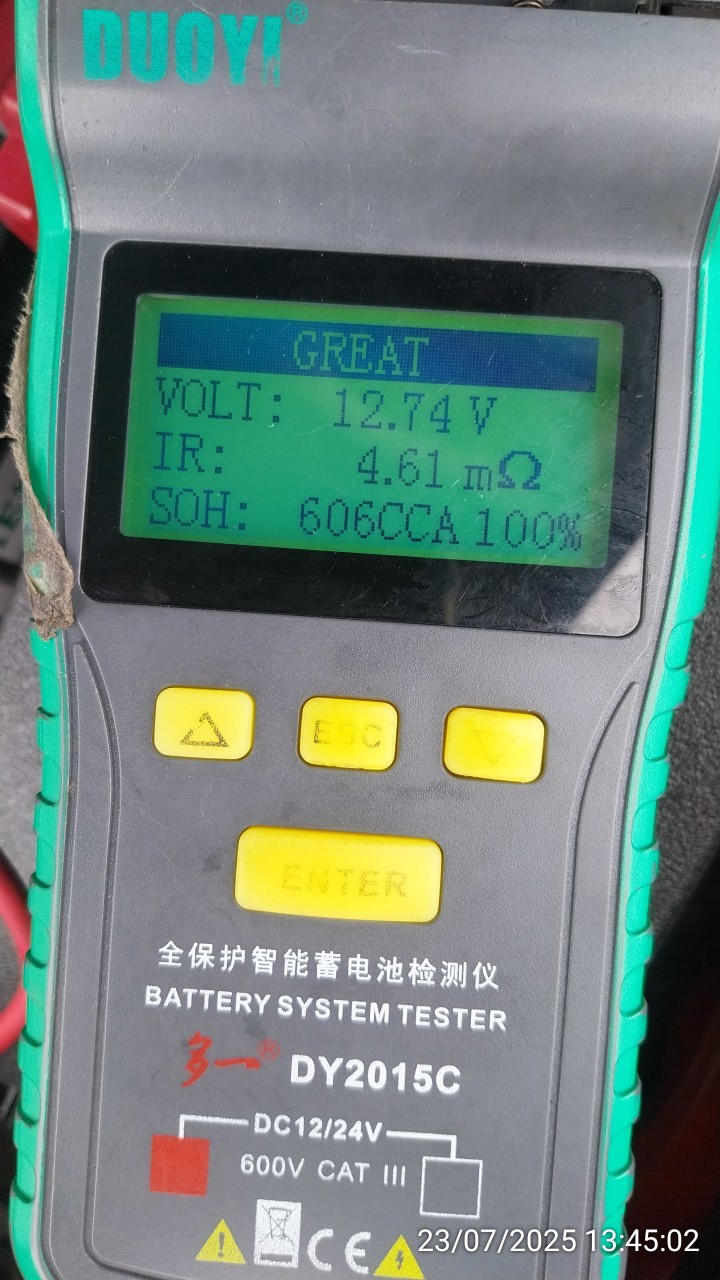 DUOYI®
GREAT
VOLT: 12.74 V
IR: 4.61 mΩ
SOH: 606CCA 100%
ESC
ENTER
全保护智能蓄电池检测仪
BATTERY SYSTEM TESTER
多一® DY2015C
DC12/24V
600V CAT III
CE
23/07/2025 13:45:02